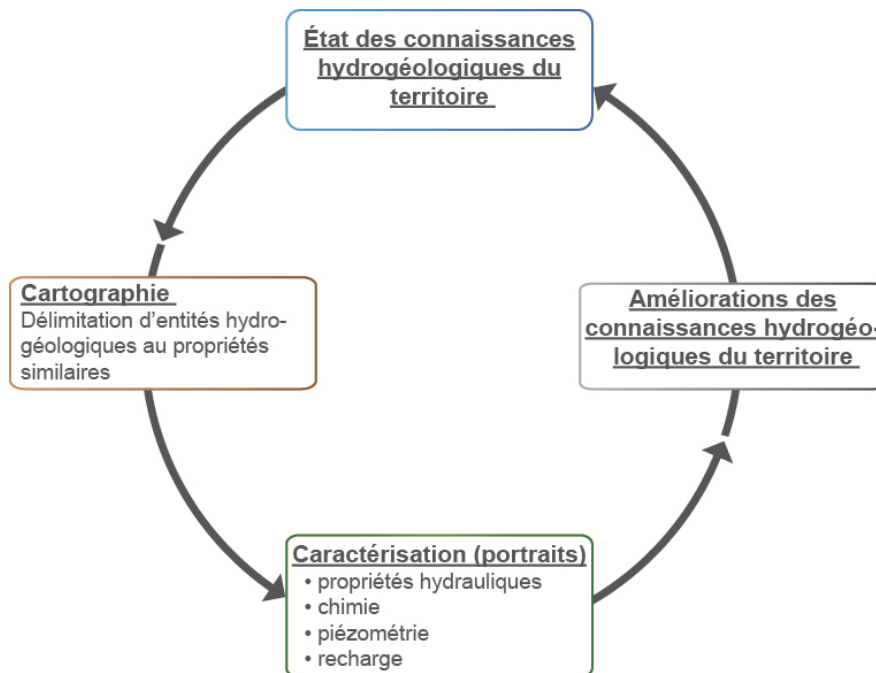 État des connaissances
hydrogéologiques du
territoire
Cartographie
Délimitation d'entités hydro-
géologiques au propriétés
similaires
Améliorations des
connaissances hydrogéo-
logiques du territoire
Caractérisation (portraits)
• propriétés hydrauliques
• chimie
• piézométrie
• recharge